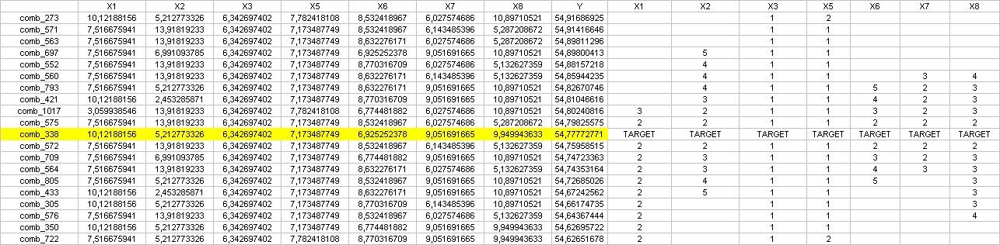 X1 X2 X3 X5 X6 X7 X8 Y X1 X2 X3 X5 X6 X7 X8
comb_273 10,12188156 5,212773326 6,342697402 7,782418108 8,532418967 6,027574686 10,89710521 54,91686925 1 2
comb_571 7,516675941 13,91819233 6,342697402 7,173487749 8,532418967 6,143485396 5,287208672 54,91416646 1 1
comb_563 7,516675941 13,91819233 6,342697402 7,173487749 8,632276171 6,027574686 5,287208672 54,89811296 1 1
comb_697 7,516675941 6,991093785 6,342697402 7,173487749 6,925252378 9,051691665 10,89710521 54,89800413 5 1 1
comb_552 7,516675941 13,91819233 6,342697402 7,173487749 8,770316709 6,027574686 5,132627359 54,88157218 4 1 1
comb_560 7,516675941 13,91819233 6,342697402 7,173487749 8,632276171 6,143485396 5,132627359 54,85944235 4 1 1 3 4
comb_793 7,516675941 5,212773326 6,342697402 7,173487749 8,632276171 9,051691665 10,89710521 54,82670746 4 1 1 5 2 3
comb_421 10,12188156 2,453285871 6,342697402 7,173487749 8,770316709 9,051691665 10,89710521 54,81046616 3 1 1 4 2 3
comb_1017 3,059938546 13,91819233 6,342697402 7,782418108 6,774481882 9,051691665 10,89710521 54,80240816 3 2 1 1 3 2 3
comb_575 7,516675941 13,91819233 6,342697402 7,173487749 8,532418967 6,027574686 5,287208672 54,79825575 2 2 1 1 2 2 2
comb_338 10,12188156 5,212773326 6,342697402 7,173487749 6,925252378 9,051691665 9,949943633 54,77772771 TARGET TARGET TARGET TARGET TARGET TARGET TARGET
comb_572 7,516675941 13,91819233 6,342697402 7,173487749 8,532418967 6,143485396 5,132627359 54,75958515 2 2 1 1 2 2 2
comb_709 7,516675941 6,991093785 6,342697402 7,173487749 6,774481882 9,051691665 10,89710521 54,74723363 2 3 1 1 3 2 3
comb_564 7,516675941 13,91819233 6,342697402 7,173487749 8,632276171 6,027574686 5,132627359 54,74353164 2 3 1 1 4 3 3
comb_805 7,516675941 5,212773326 6,342697402 7,173487749 8,532418967 9,051691665 10,89710521 54,72685026 2 4 1 1 5 3
comb_433 10,12188156 2,453285871 6,342697402 7,173487749 8,632276171 9,051691665 10,89710521 54,67242562 2 5 1 1 3
comb_305 10,12188156 5,212773326 6,342697402 7,173487749 8,770316709 6,143485396 10,89710521 54,66174735 2 1 1 3
comb_576 7,516675941 13,91819233 6,342697402 7,173487749 8,532418967 6,027574686 5,132627359 54,64367444 2 1 1 4
comb_350 10,12188156 5,212773326 6,342697402 7,173487749 6,774481882 9,051691665 9,949943633 54,62695722 2 1 1
comb_722 7,516675941 5,212773326 6,342697402 7,782418108 8,770316709 9,051691665 10,89710521 54,62651678 2 1 2